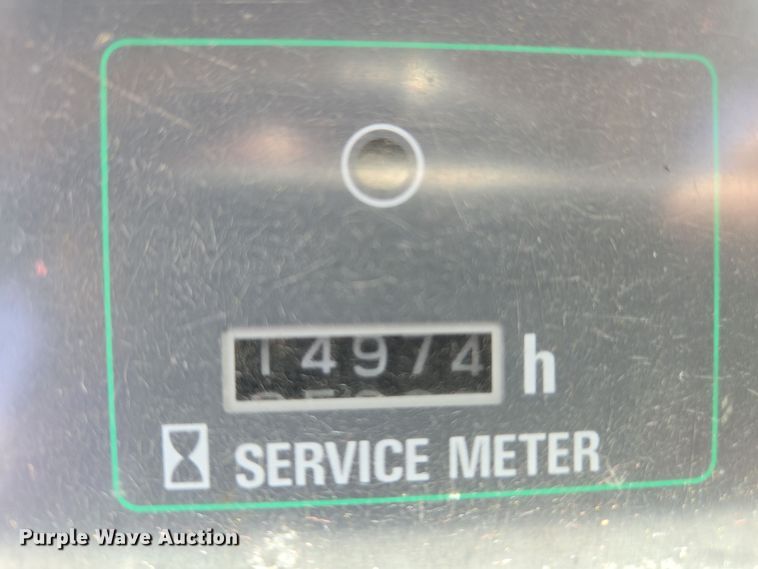 14974 h
SERVICE METER
Purple Wave Auction